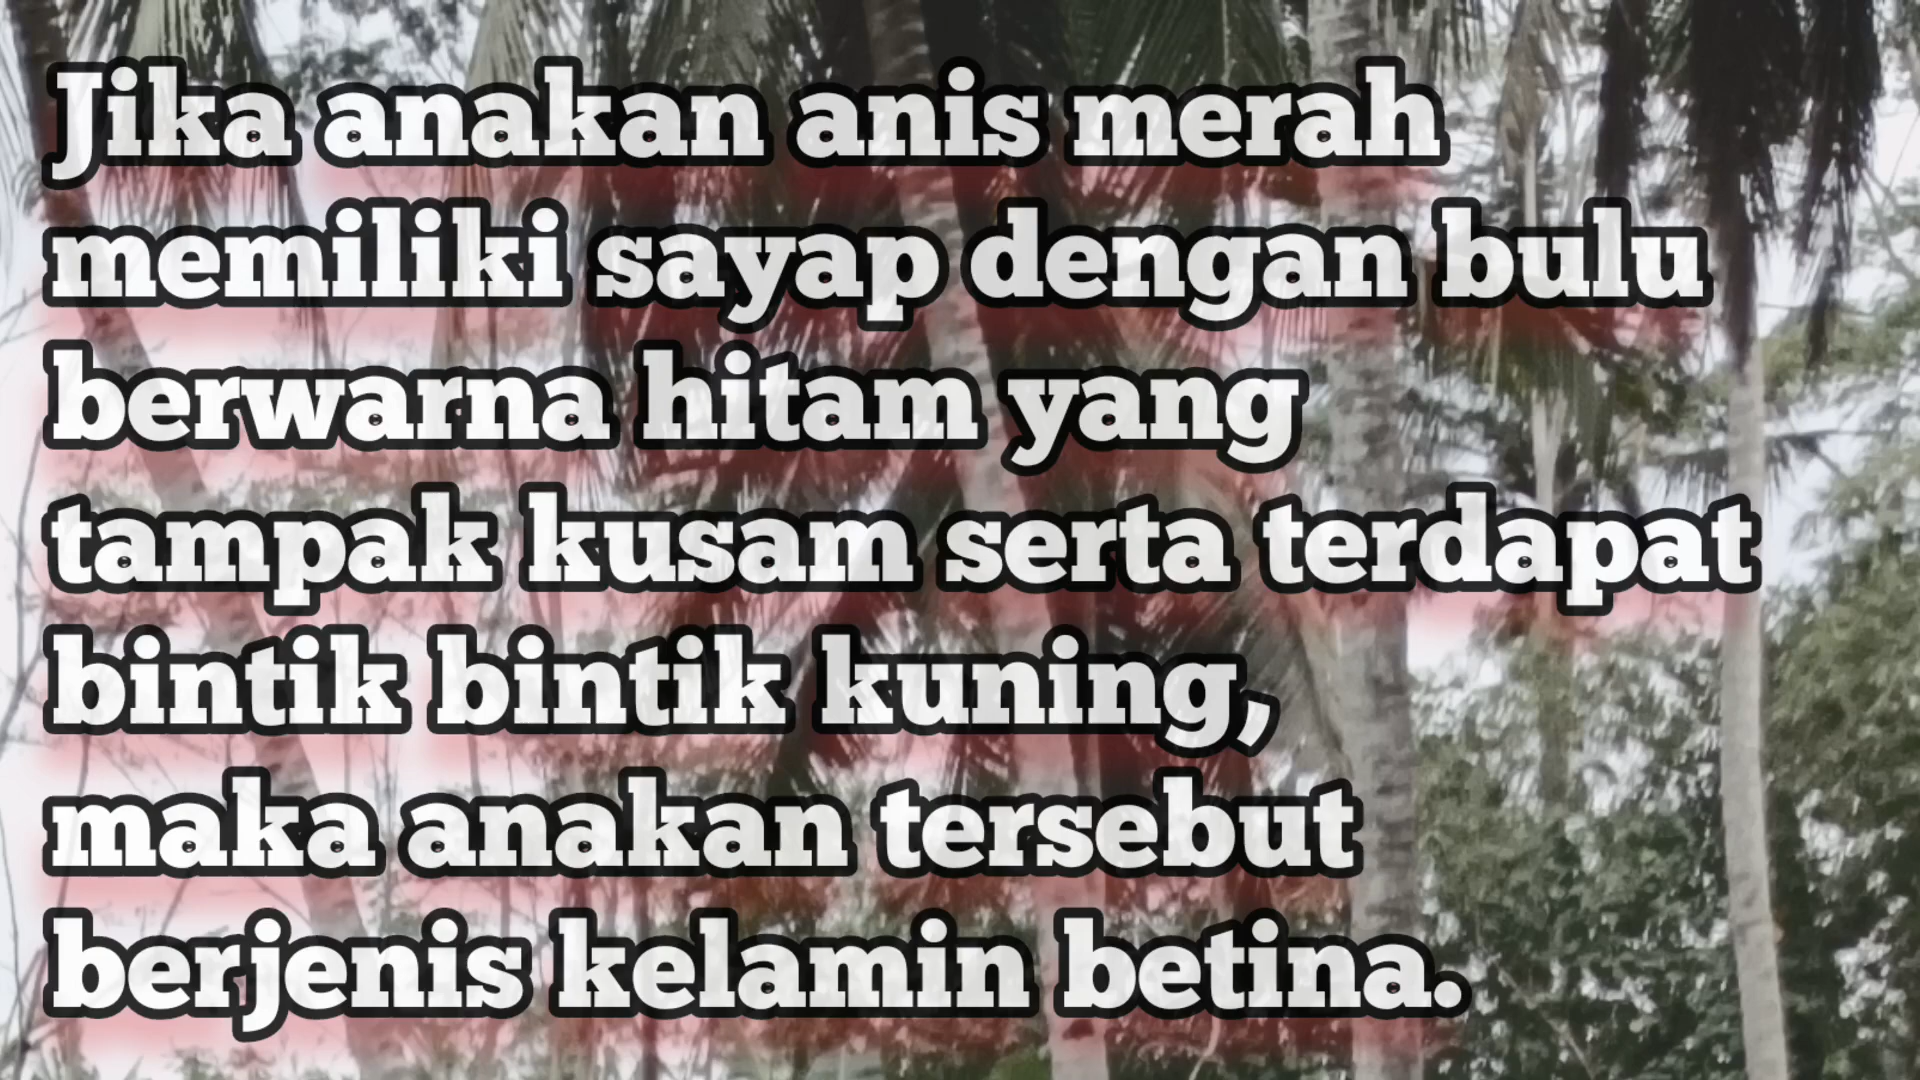 Jika anakan anis merah
memiliki sayap dengan bulu
berwarna hitam yang
tampak kusam serta terdapat
bintik bintik kuning,
maka anakan tersebut
berjenis kelamin betina.